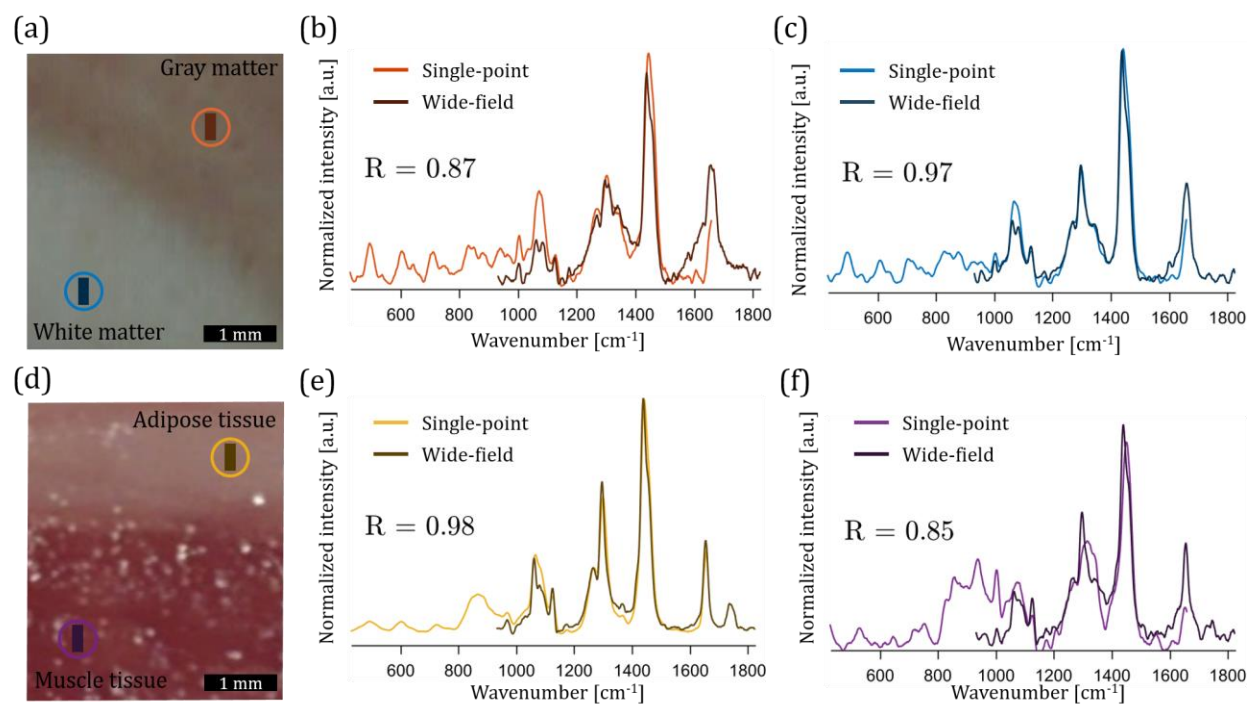 (a)
Gray matter
White matter
1 mm
(b)
Normalized intensity [a.u.]
Single-point
Wide-field
R = 0.87
600 800 1000 1200 1400 1600 1800
Wavenumber [cm⁻¹]
(c)
Normalized intensity [a.u.]
Single-point
Wide-field
R = 0.97
600 800 1000 1200 1400 1600 1800
Wavenumber [cm⁻¹]
(d)
Adipose tissue
Muscle tissue
1 mm
(e)
Normalized intensity [a.u.]
Single-point
Wide-field
R = 0.98
600 800 1000 1200 1400 1600 1800
Wavenumber [cm⁻¹]
(f)
Normalized intensity [a.u.]
Single-point
Wide-field
R = 0.85
600 800 1000 1200 1400 1600 1800
Wavenumber [cm⁻¹]